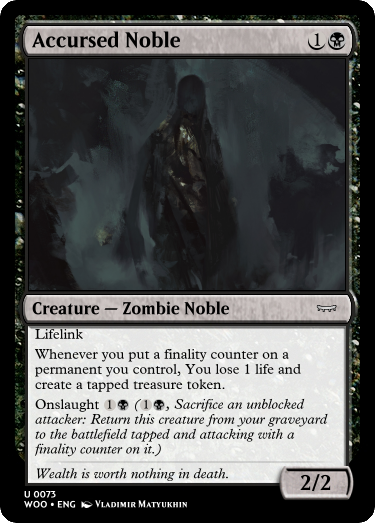 Accursed Noble 1
Creature — Zombie Noble
Lifelink
Whenever you put a finality counter on a
permanent you control, You lose 1 life and
create a tapped treasure token.
Onslaught 1 (1, Sacrifice an unblocked
attacker: Return this creature from your graveyard
to the battlefield tapped and attacking with a
finality counter on it.)
Wealth is worth nothing in death.
2/2
U 0073
WOO • ENG Vladimir Matyukhin